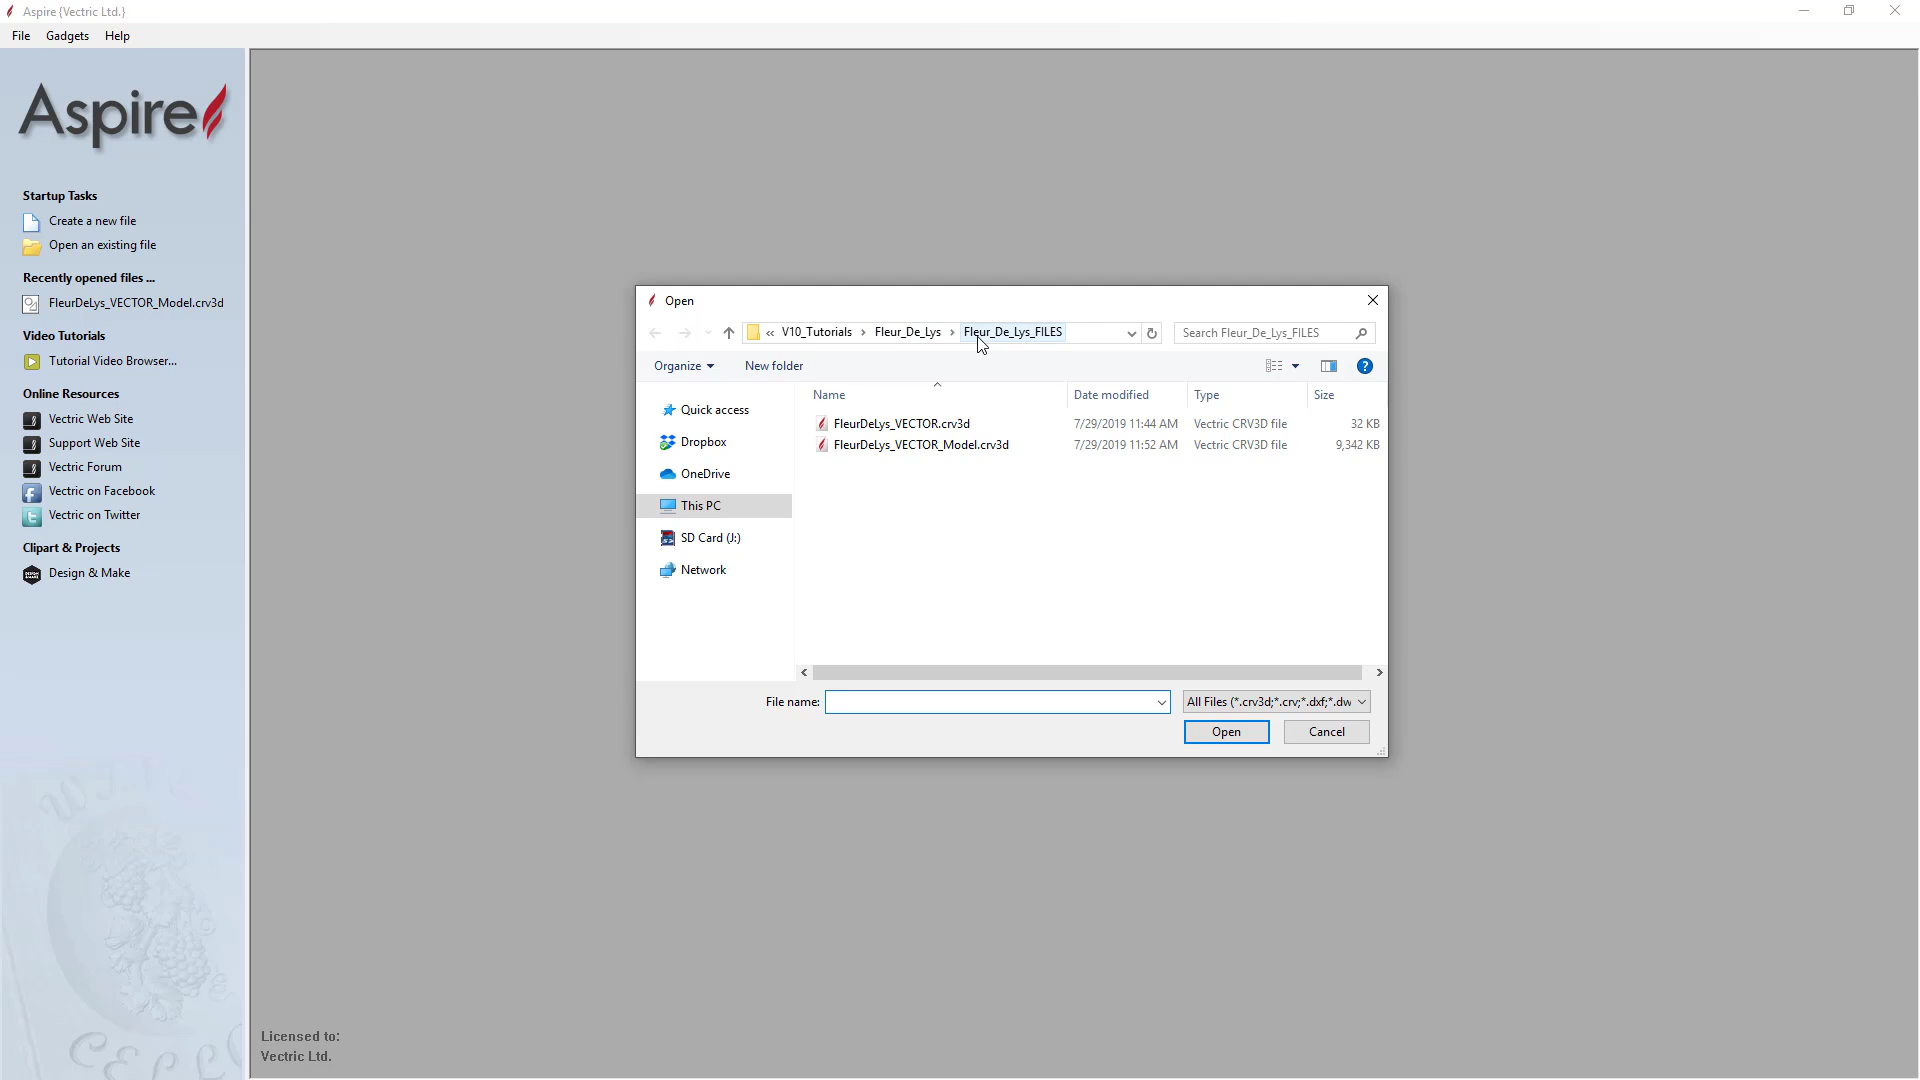 Aspire {Vectric Ltd.}
File Gadgets Help
Aspire
Startup Tasks
Create a new file
Open an existing file
Recently opened files ...
FleurDeLys_VECTOR_Model.crv3d
Video Tutorials
Tutorial Video Browser...
Online Resources
Vectric Web Site
Support Web Site
Vectric Forum
Vectric on Facebook
Vectric on Twitter
Clipart & Projects
Design & Make
Open
« V10_Tutorials › Fleur_De_Lys › Fleur_De_Lys_FILES
Search Fleur_De_Lys_FILES
Organize New folder
Quick access
Dropbox
OneDrive
This PC
SD Card (J:)
Network
Name Date modified Type Size
FleurDeLys_VECTOR.crv3d 7/29/2019 11:44 AM Vectric CRV3D file 32 KB
FleurDeLys_VECTOR_Model.crv3d 7/29/2019 11:52 AM Vectric CRV3D file 9,342 KB
File name:
All Files (*.crv3d;*.crv;*.dxf;*.dw
Open Cancel
Licensed to:
Vectric Ltd.